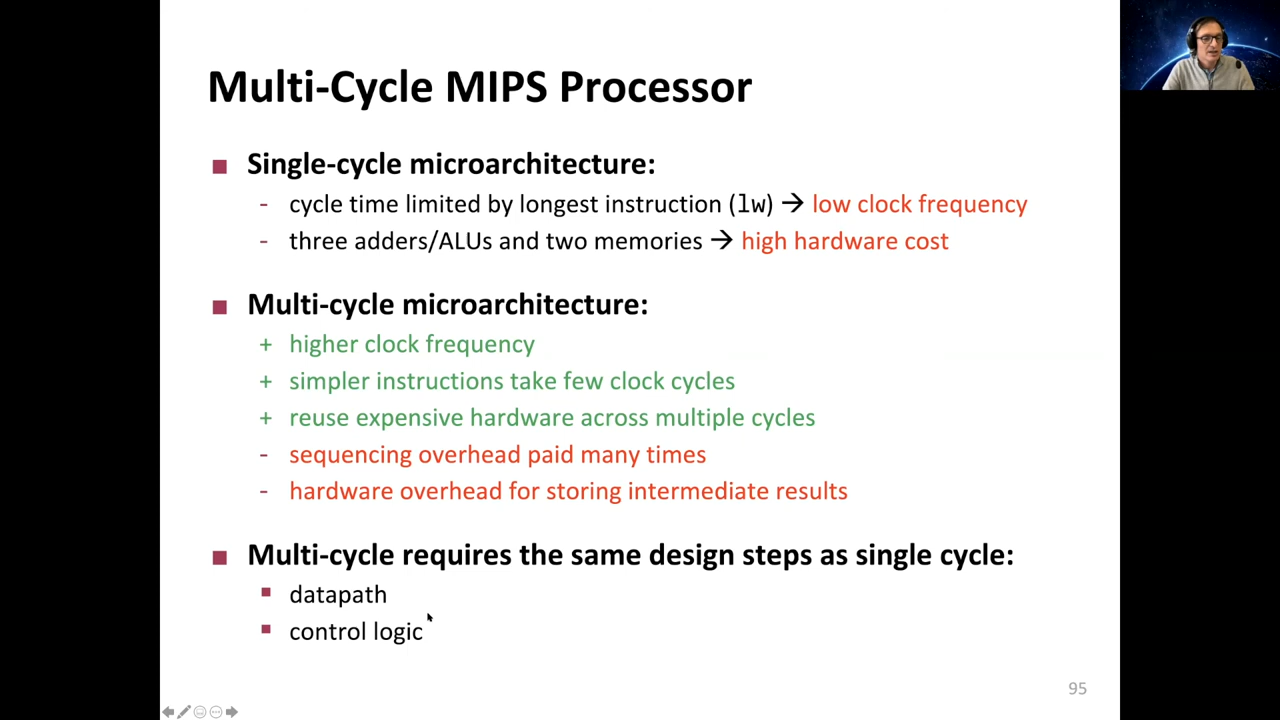 Multi-Cycle MIPS Processor
■ Single-cycle microarchitecture:
- cycle time limited by longest instruction (lw) → low clock frequency
- three adders/ALUs and two memories → high hardware cost
■ Multi-cycle microarchitecture:
+ higher clock frequency
+ simpler instructions take few clock cycles
+ reuse expensive hardware across multiple cycles
- sequencing overhead paid many times
- hardware overhead for storing intermediate results
■ Multi-cycle requires the same design steps as single cycle:
■ datapath
■ control logic
95